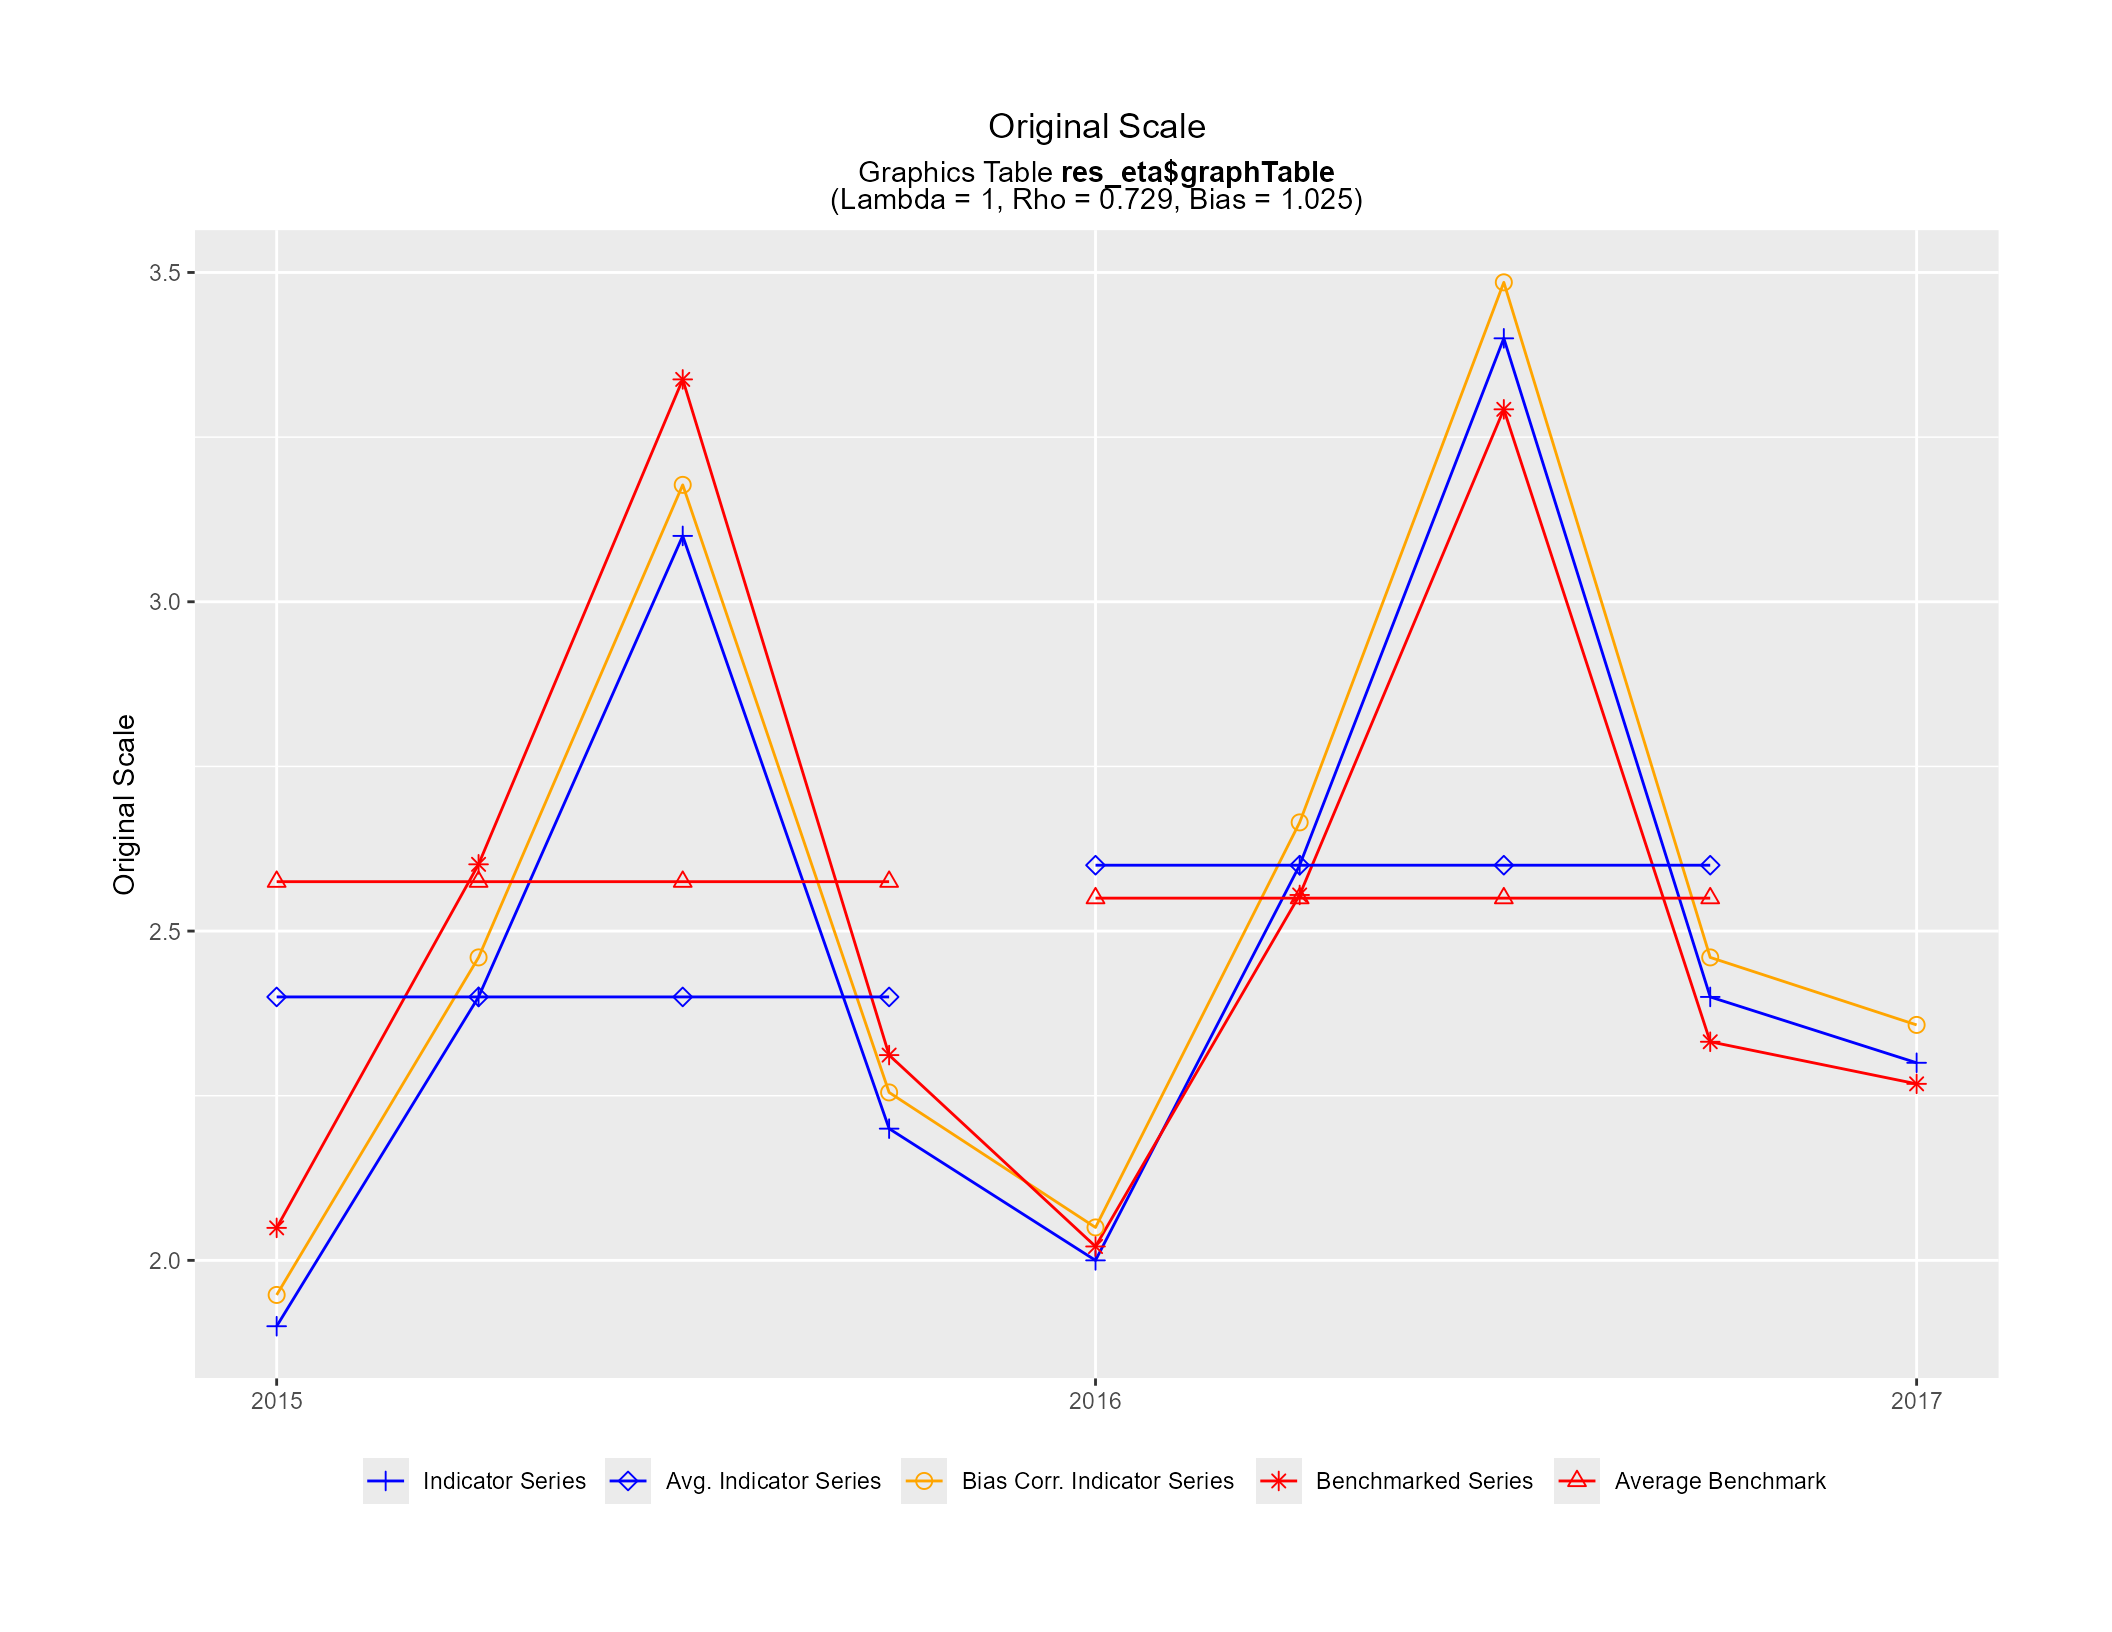 Original Scale
Graphics Table res_eta$graphTable
(Lambda = 1, Rho = 0.729, Bias = 1.025)
Original Scale
3.5
3.0
2.5
2.0
2015 2016 2017
Indicator Series Avg. Indicator Series Bias Corr. Indicator Series Benchmarked Series Average Benchmark